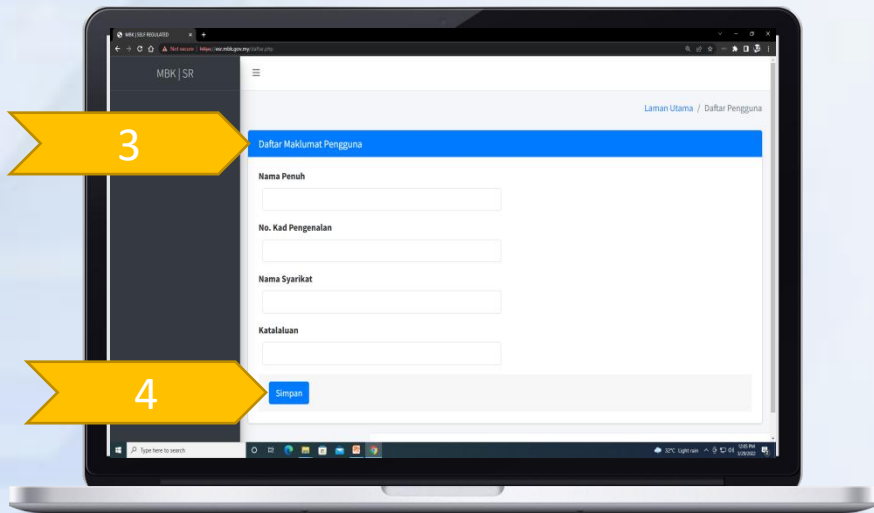 MBK | SELF REGULATED
Not secure
MBK | SR
Laman Utama / Daftar Pengguna
3
Daftar Maklumat Pengguna
Nama Penuh
No. Kad Pengenalan
Nama Syarikat
Katalaluan
4
Simpan
Type here to search
32°C Light rain